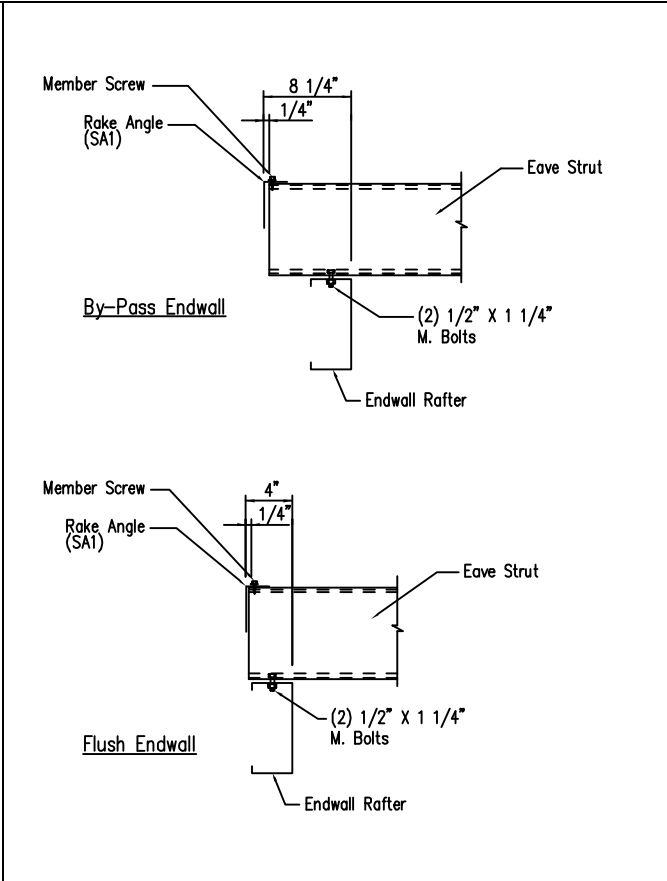 8 1/4"
Member Screw
1/4"
Rake Angle
(SA1)
Eave Strut
By-Pass Endwall
(2) 1/2" X 1 1/4"
M. Bolts
Endwall Rafter
Member Screw
4"
1/4"
Rake Angle
(SA1)
Eave Strut
(2) 1/2" X 1 1/4"
M. Bolts
Flush Endwall
Endwall Rafter